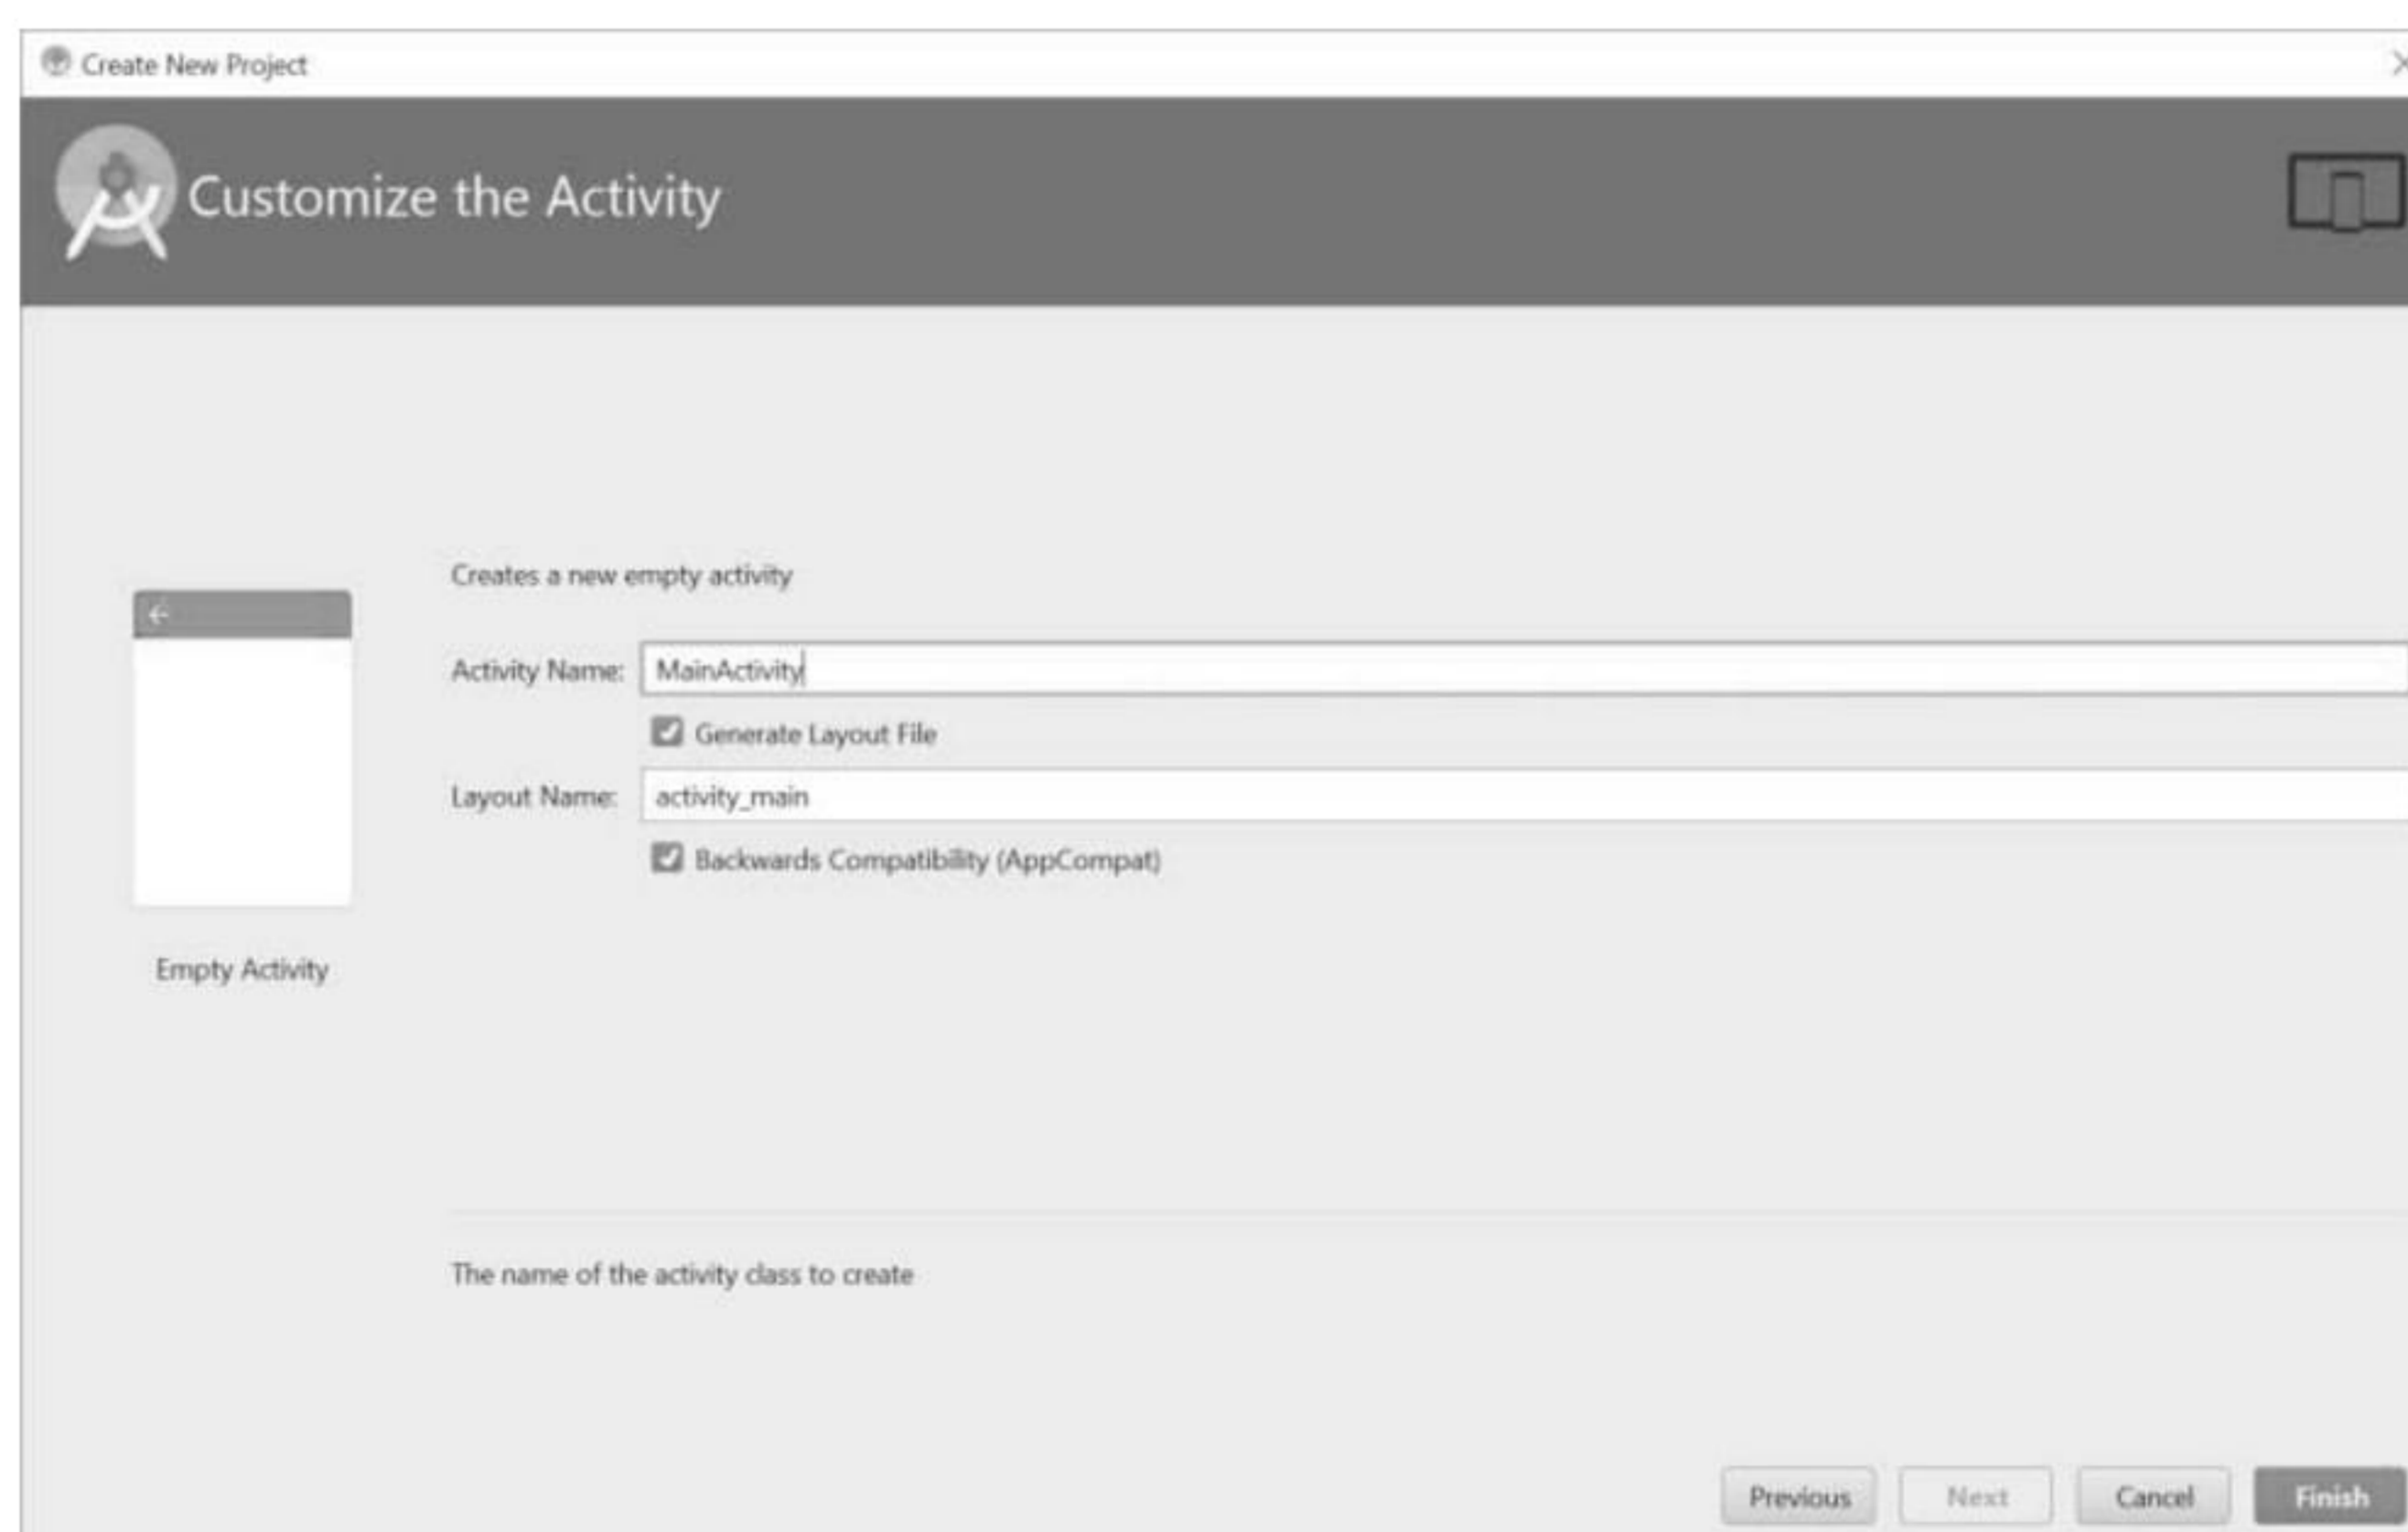 Create New Project
Customize the Activity
Creates a new empty activity
Activity Name: MainActivity
Generate Layout File
Layout Name: activity_main
Backwards Compatibility (AppCompat)
Empty Activity
The name of the activity class to create
Previous Next Cancel Finish